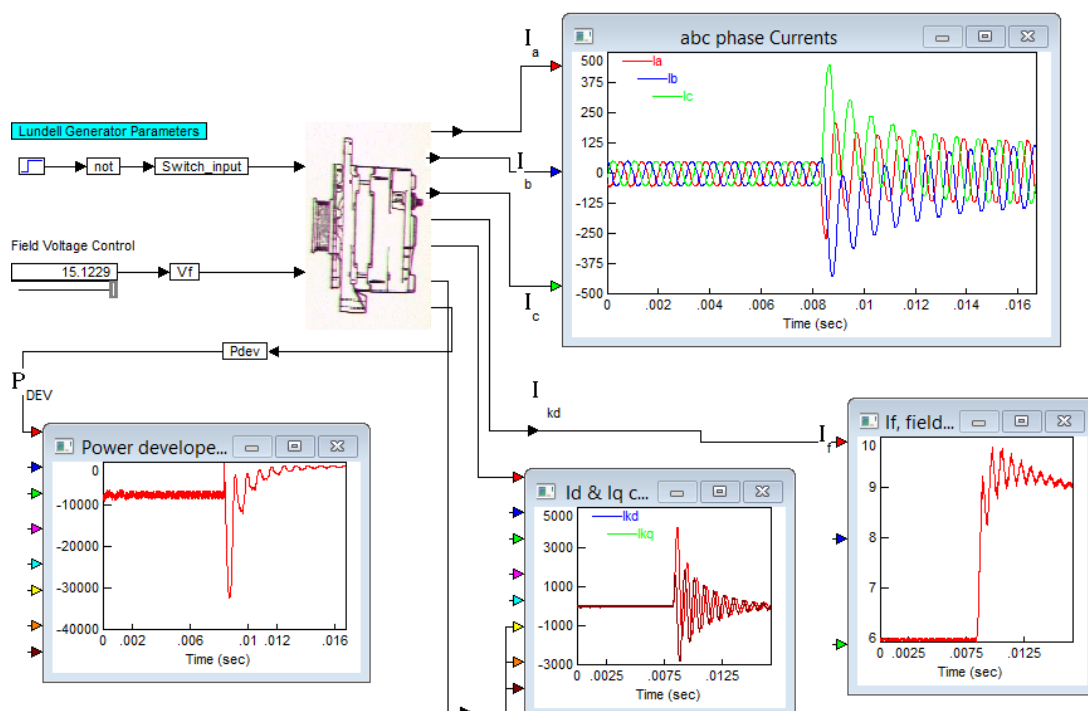 I
a
abc phase Currents
500
375
250
125
0
-125
-250
-375
-500
Ia
Ib
Ic
0 .002 .004 .006 .008 .01 .012 .014 .016
Time (sec)
Lundell Generator Parameters
not
Switch_input
I
b
Field Voltage Control
15.1229
Vf
I
c
Pdev
P
DEV
I
kd
I
f
Power develope...
0
-10000
-20000
-30000
-40000
0 .002 .006 .01 .012 .016
Time (sec)
Id & Iq c...
Ikd
Ikq
5000
3000
1000
-1000
-3000
0 .0025 .0075 .0125
Time (sec)
If, field...
10
9
8
7
6
0 .0025 .0125
Time (sec)